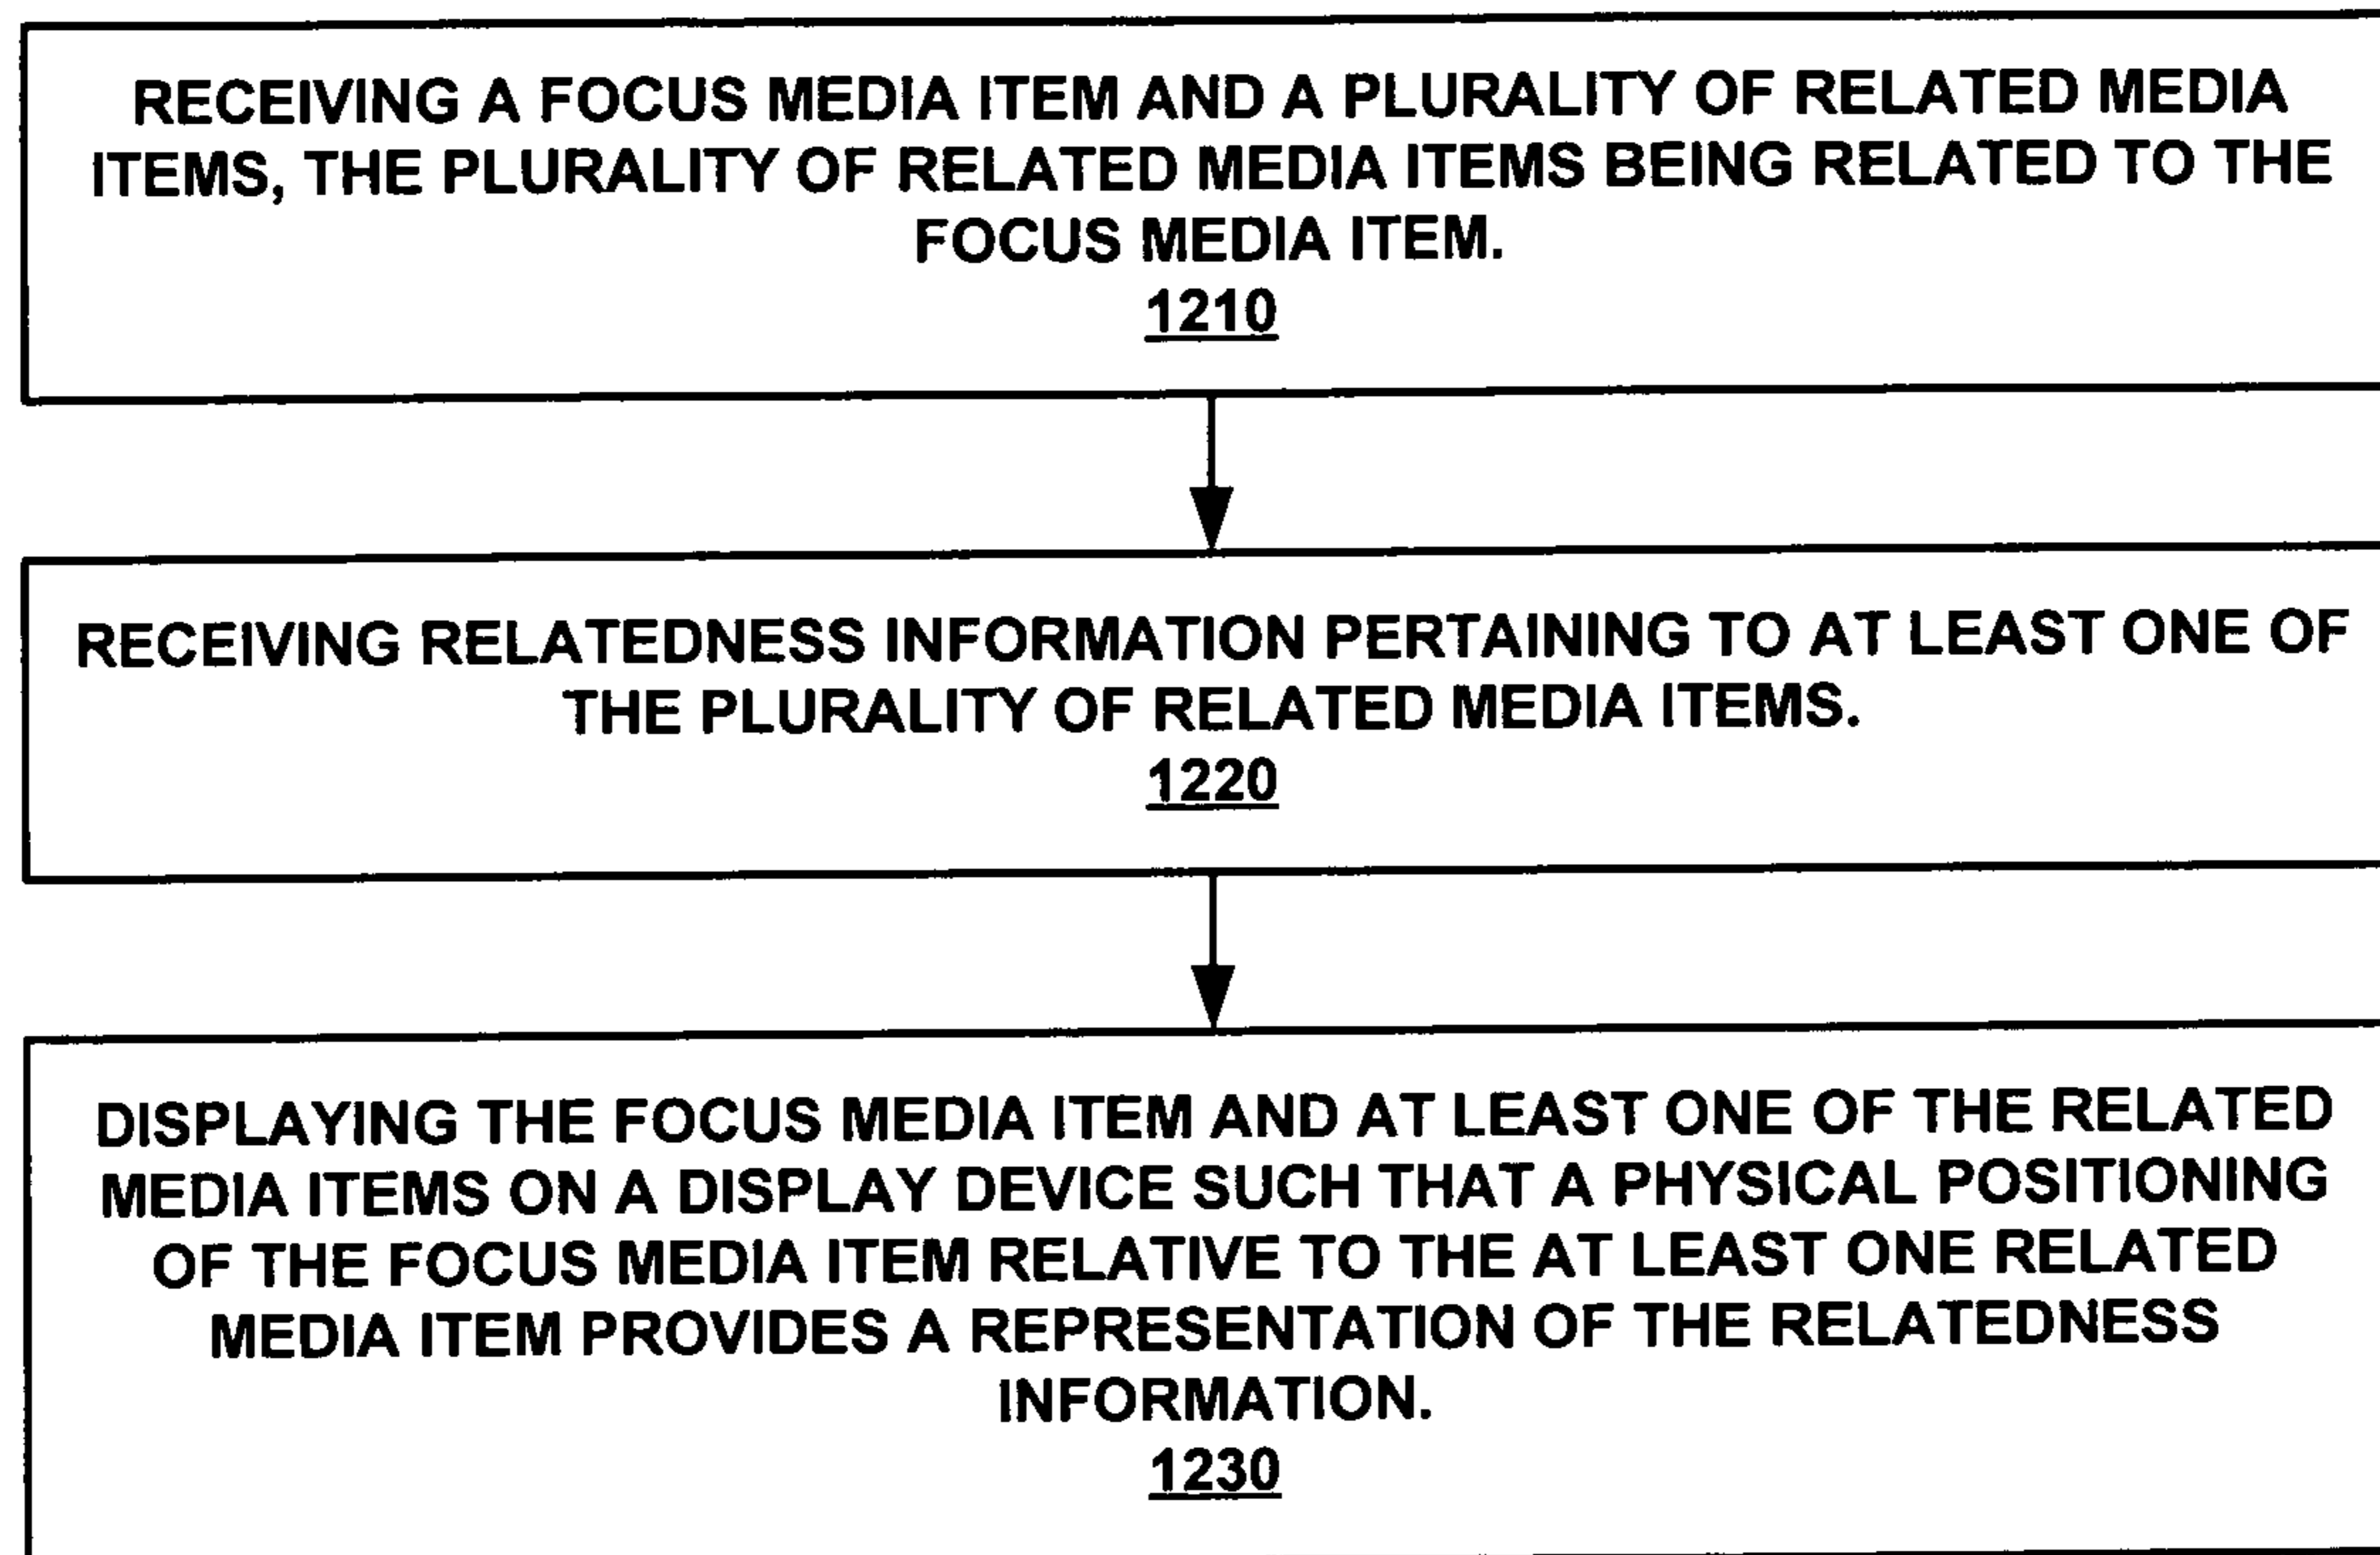 RECEIVING A FOCUS MEDIA ITEM AND A PLURALITY OF RELATED MEDIA
ITEMS, THE PLURALITY OF RELATED MEDIA ITEMS BEING RELATED TO THE
FOCUS MEDIA ITEM.
1210
RECEIVING RELATEDNESS INFORMATION PERTAINING TO AT LEAST ONE OF
THE PLURALITY OF RELATED MEDIA ITEMS.
1220
DISPLAYING THE FOCUS MEDIA ITEM AND AT LEAST ONE OF THE RELATED
MEDIA ITEMS ON A DISPLAY DEVICE SUCH THAT A PHYSICAL POSITIONING
OF THE FOCUS MEDIA ITEM RELATIVE TO THE AT LEAST ONE RELATED
MEDIA ITEM PROVIDES A REPRESENTATION OF THE RELATEDNESS
INFORMATION.
1230